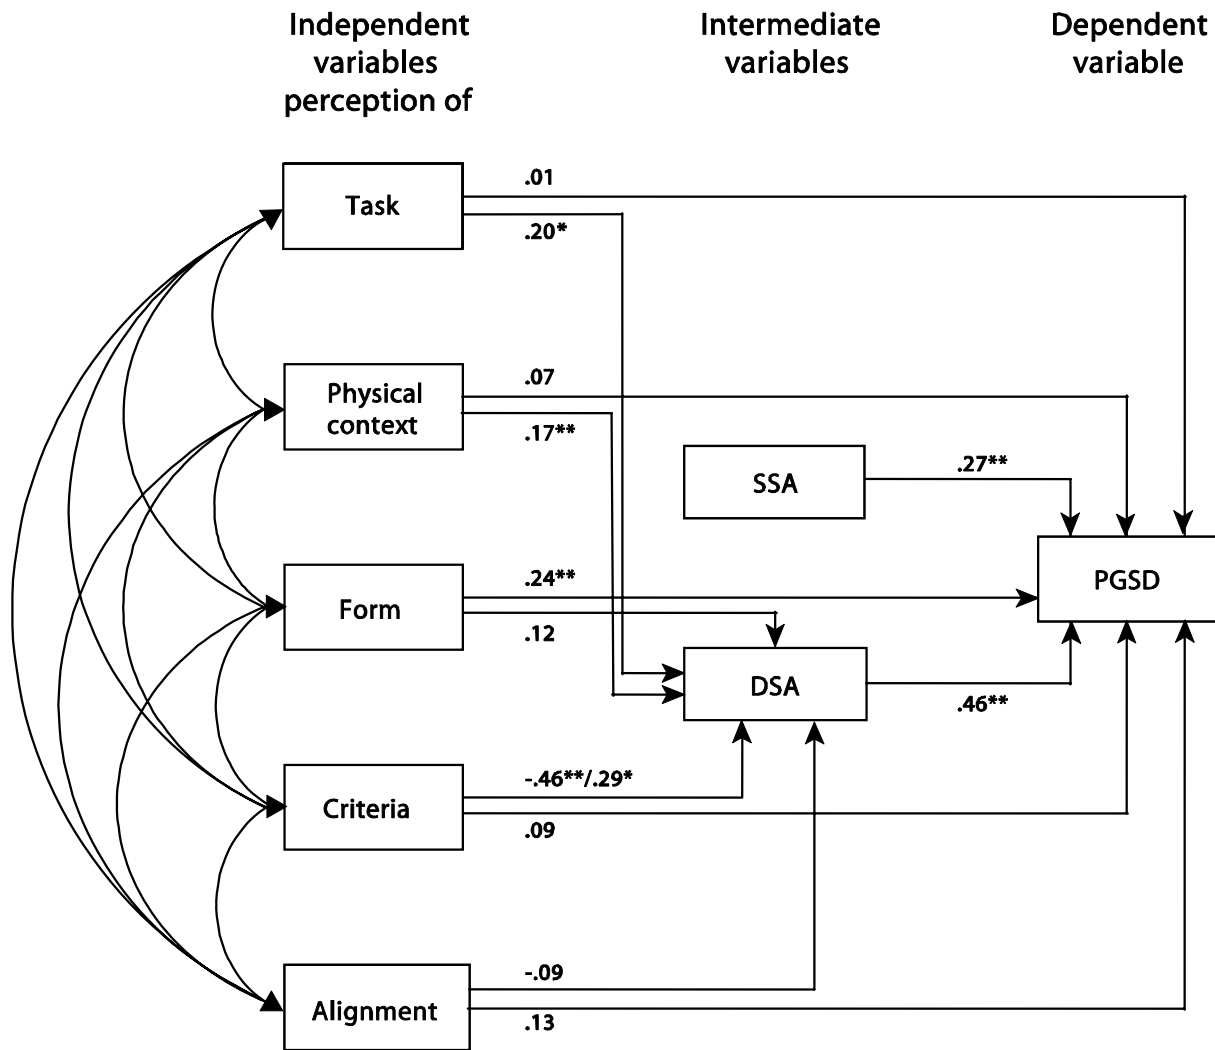 Independent
variables
perception of
Intermediate
variables
Dependent
variable
Task
.01
.20*
Physical
context
.07
.17**
SSA
.27**
PGSD
Form
.24**
.12
DSA
.46**
Criteria
-.46**/.29*
.09
Alignment
-.09
.13